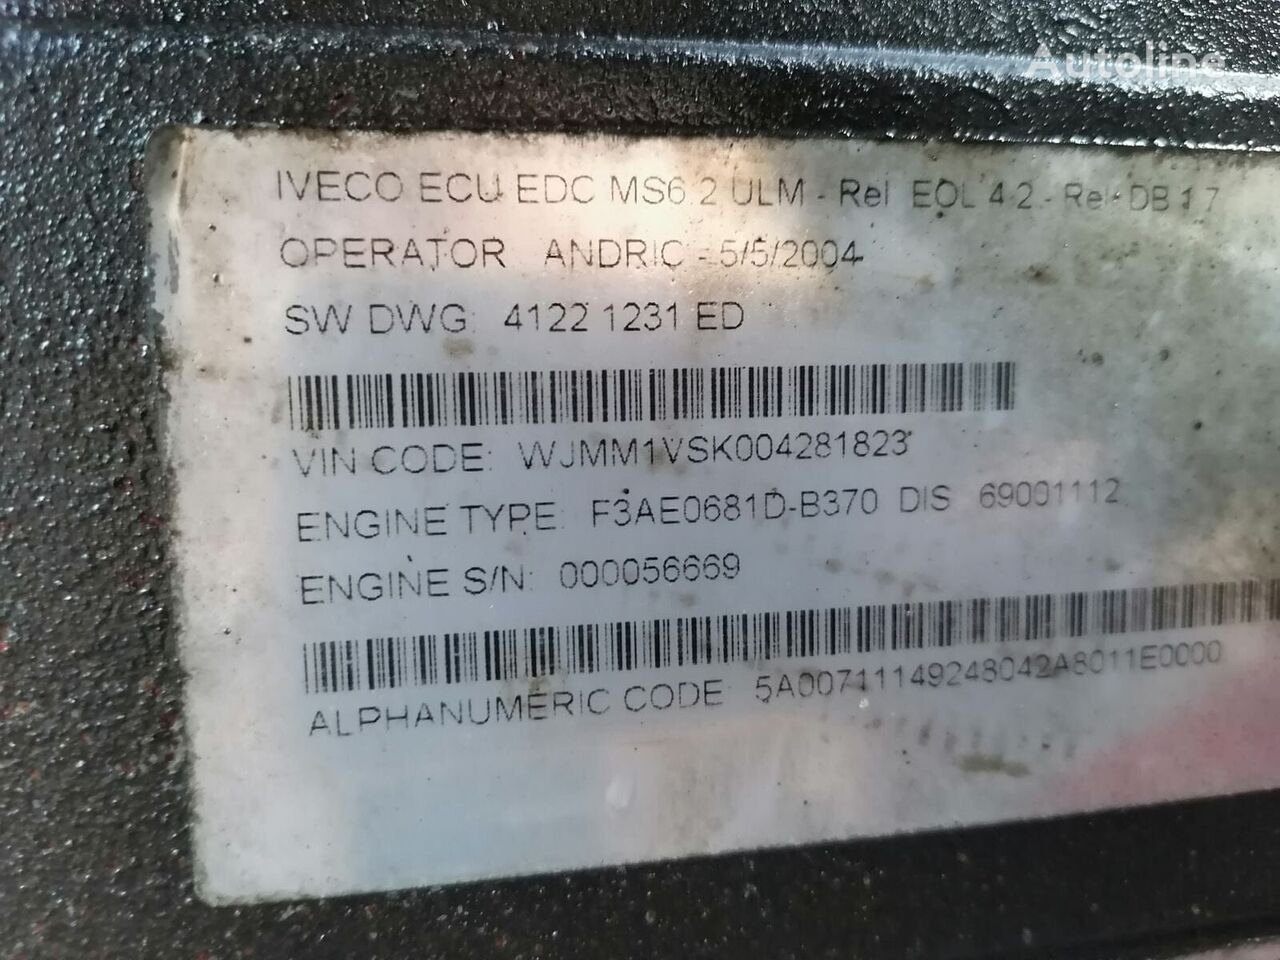 Autoline
IVECO ECU EDC MS6.2 ULM - Rel EOL 4.2 - Rel DB 1.7
OPERATOR ANDRIC - 5/5/2004
SW DWG: 4122 1231 ED
VIN CODE: WJMM1VSK004281823
ENGINE TYPE: F3AE0681D-B370 DIS 69001112
ENGINE S/N: 000056669
ALPHANUMERIC CODE: 5A00711149248042A8011E0000